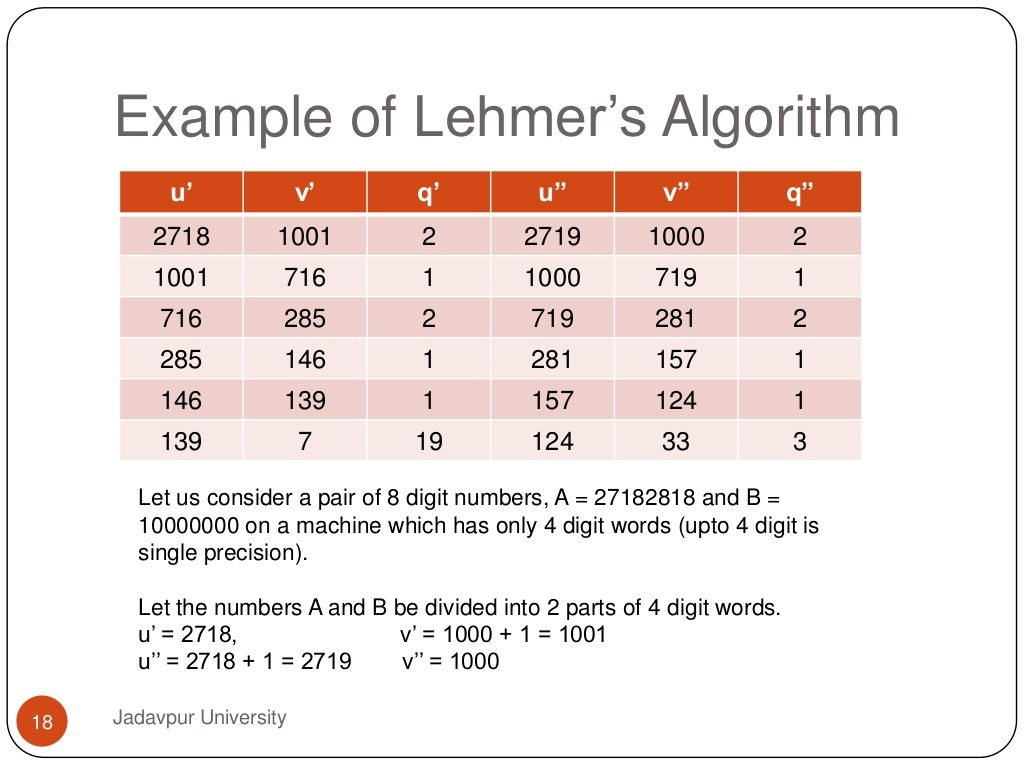 Example of Lehmer’s Algorithm
u’ v’ q’ u’’ v’’ q’’
2718 1001 2 2719 1000 2
1001 716 1 1000 719 1
716 285 2 719 281 2
285 146 1 281 157 1
146 139 1 157 124 1
139 7 19 124 33 3
Let us consider a pair of 8 digit numbers, A = 27182818 and B =
10000000 on a machine which has only 4 digit words (upto 4 digit is
single precision).
Let the numbers A and B be divided into 2 parts of 4 digit words.
u’ = 2718, v’ = 1000 + 1 = 1001
u’’ = 2718 + 1 = 2719 v’’ = 1000
18 Jadavpur University